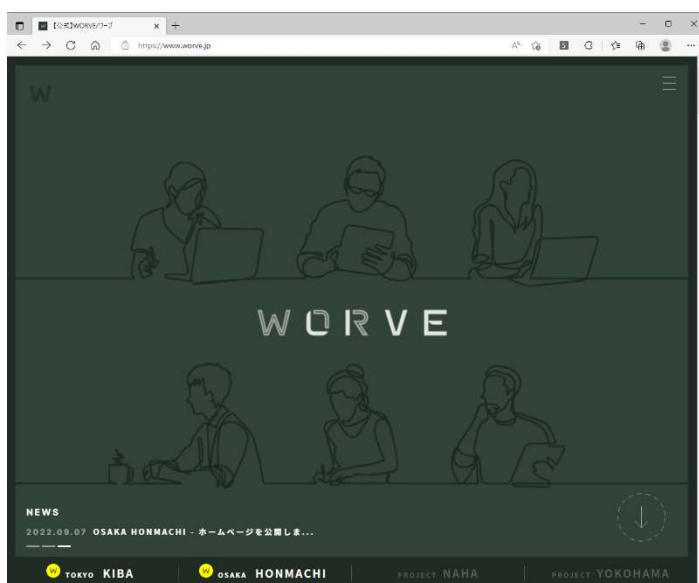 【公式】WORVE/ワーブ
https://www.worve.jp
W
WORVE
NEWS
2022.09.07 OSAKA HONMACHI - ホームページを公開しま...
W TOKYO KIBA
W OSAKA HONMACHI
PROJECT NAHA
PROJECT YOKOHAMA